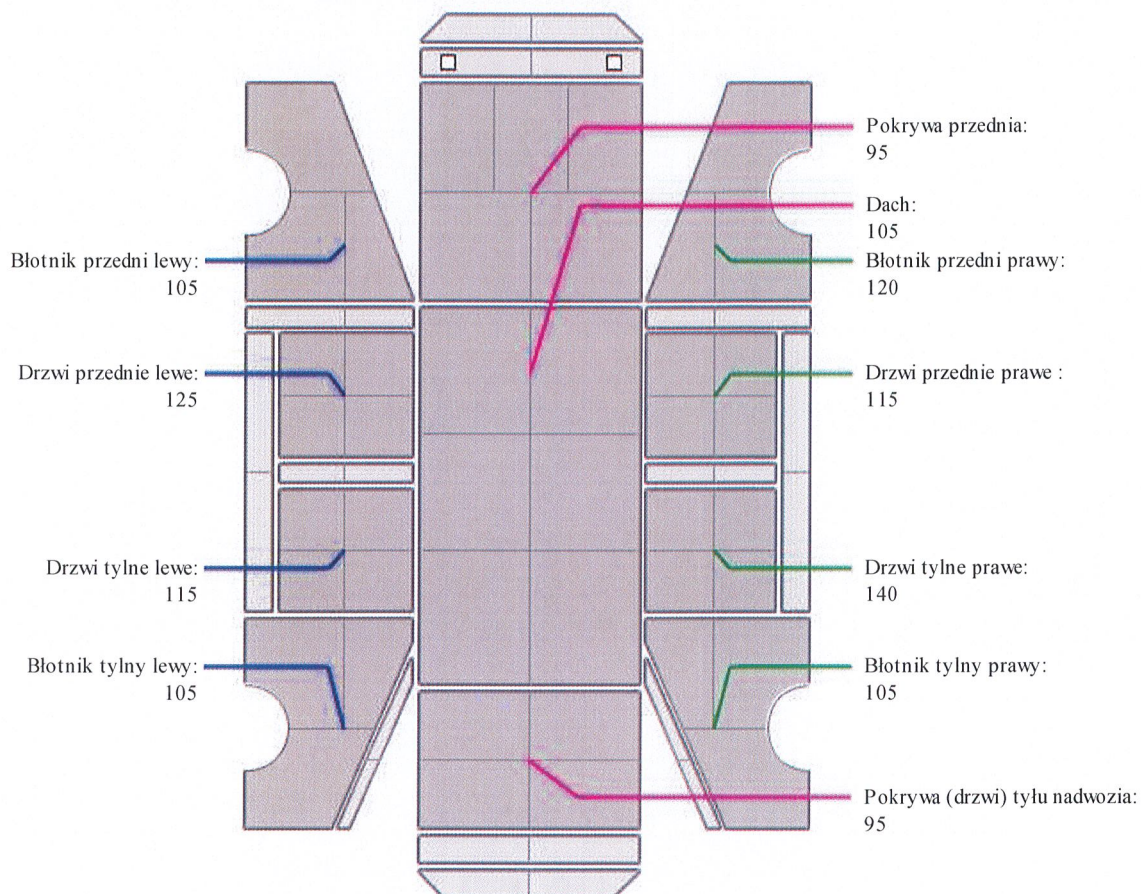 Pokrywa przednia:
95
Dach:
105
Błotnik przedni lewy:
105
Błotnik przedni prawy:
120
Drzwi przednie lewe:
125
Drzwi przednie prawe :
115
Drzwi tylne lewe:
115
Drzwi tylne prawe:
140
Błotnik tylny lewy:
105
Błotnik tylny prawy:
105
Pokrywa (drzwi) tyłu nadwozia:
95